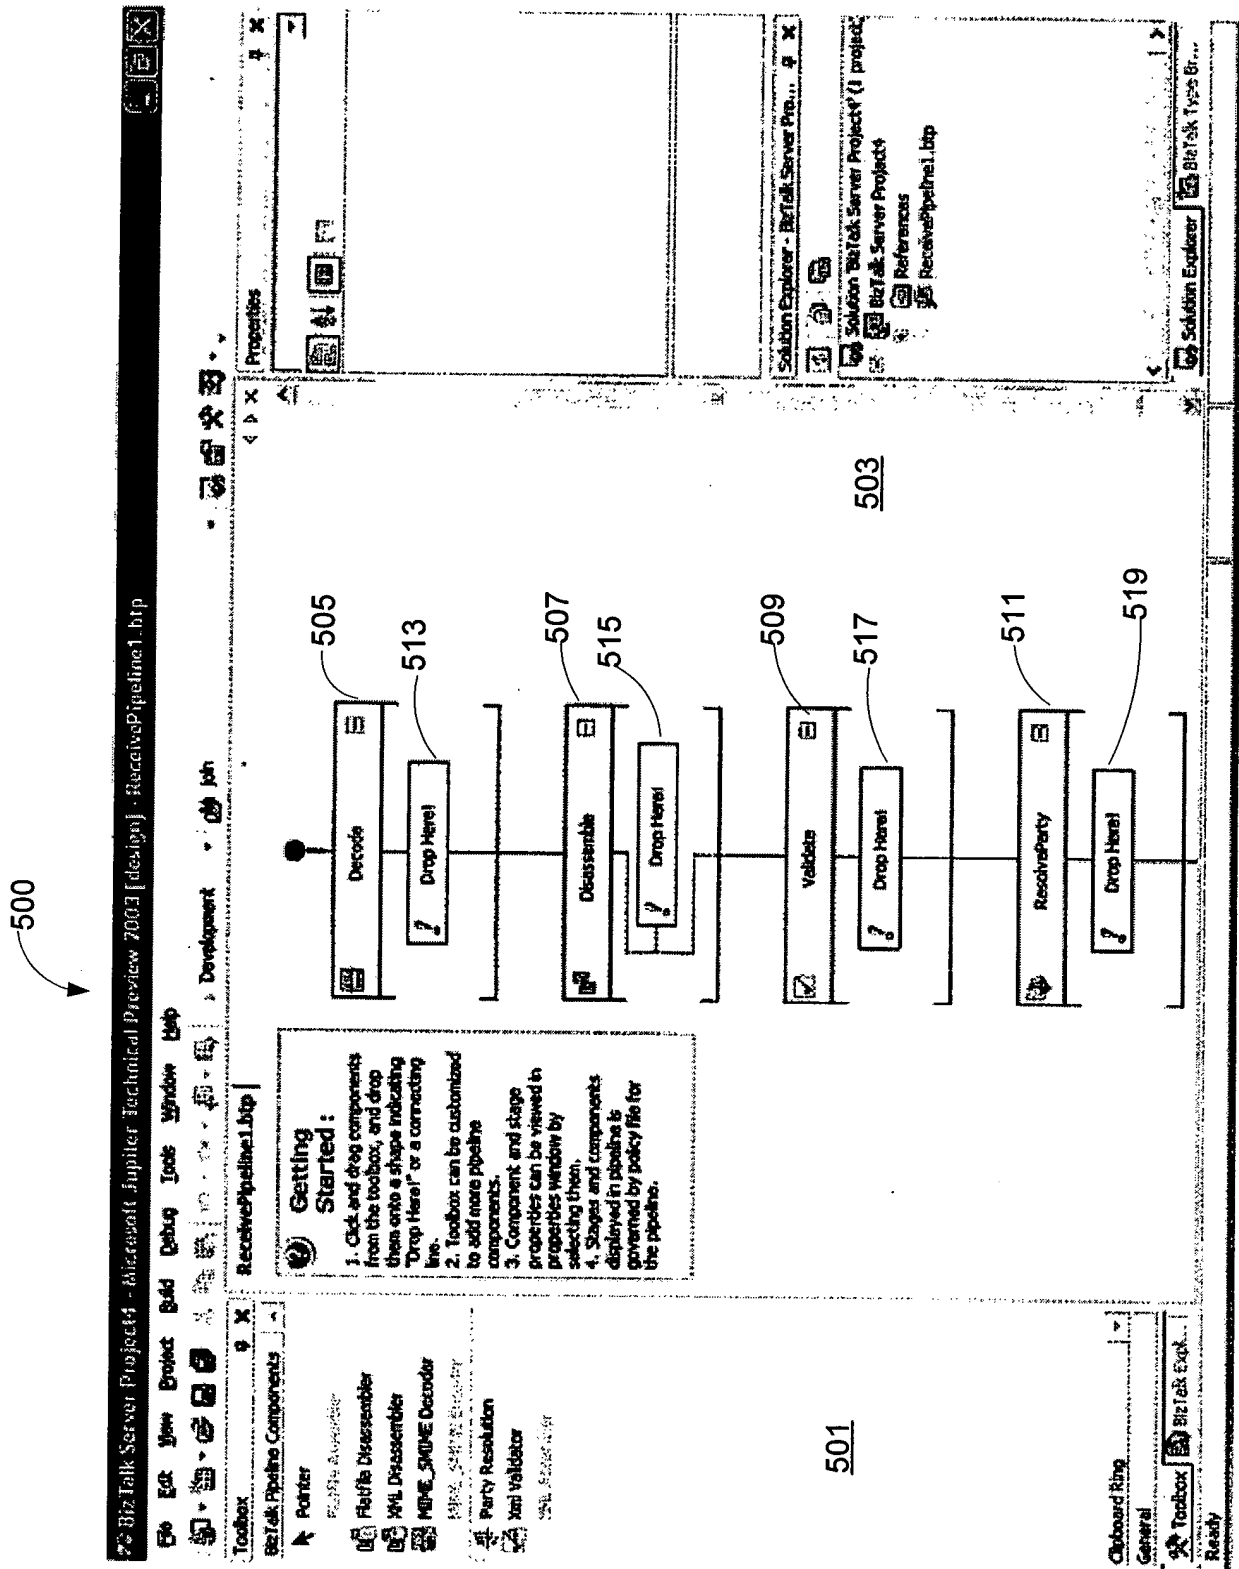 500
BizTalk Server Project4 - Microsoft Jupiter Technical Preview 2003 [design] - ReceivePipeline1.btp
File Edit View Project Build Debug Tools Window Help
Development
join
Toolbox
BizTalk Pipeline Components
Pointer
Flatfile Disassembler
XML Disassembler
MIME_SMIME Decoder
Party Resolution
Xml Validator
501
Clipboard Ring
General
Toolbox
BizTalk Expl...
Ready
ReceivePipeline1.btp
Getting
Started:
1. Click and drag components
from the toolbox, and drop
them onto a shape indicating
"Drop Here!" or a connecting
line.
2. Toolbox can be customized
to add more pipeline
components.
3. Component and stage
properties can be viewed in
properties window by
selecting them.
4. Stages and components
displayed in pipeline is
governed by policy file for
the pipeline.
Decode
505
Drop Here!
513
Disassemble
507
Drop Here!
515
Validate
509
Drop Here!
517
ResolveParty
511
Drop Here!
519
503
Properties
Solution Explorer - BizTalk Server Pro...
Solution 'BizTalk Server Project4' (1 project)
BizTalk Server Project4
References
ReceivePipeline1.btp
Solution Explorer
BizTalk Type Br...